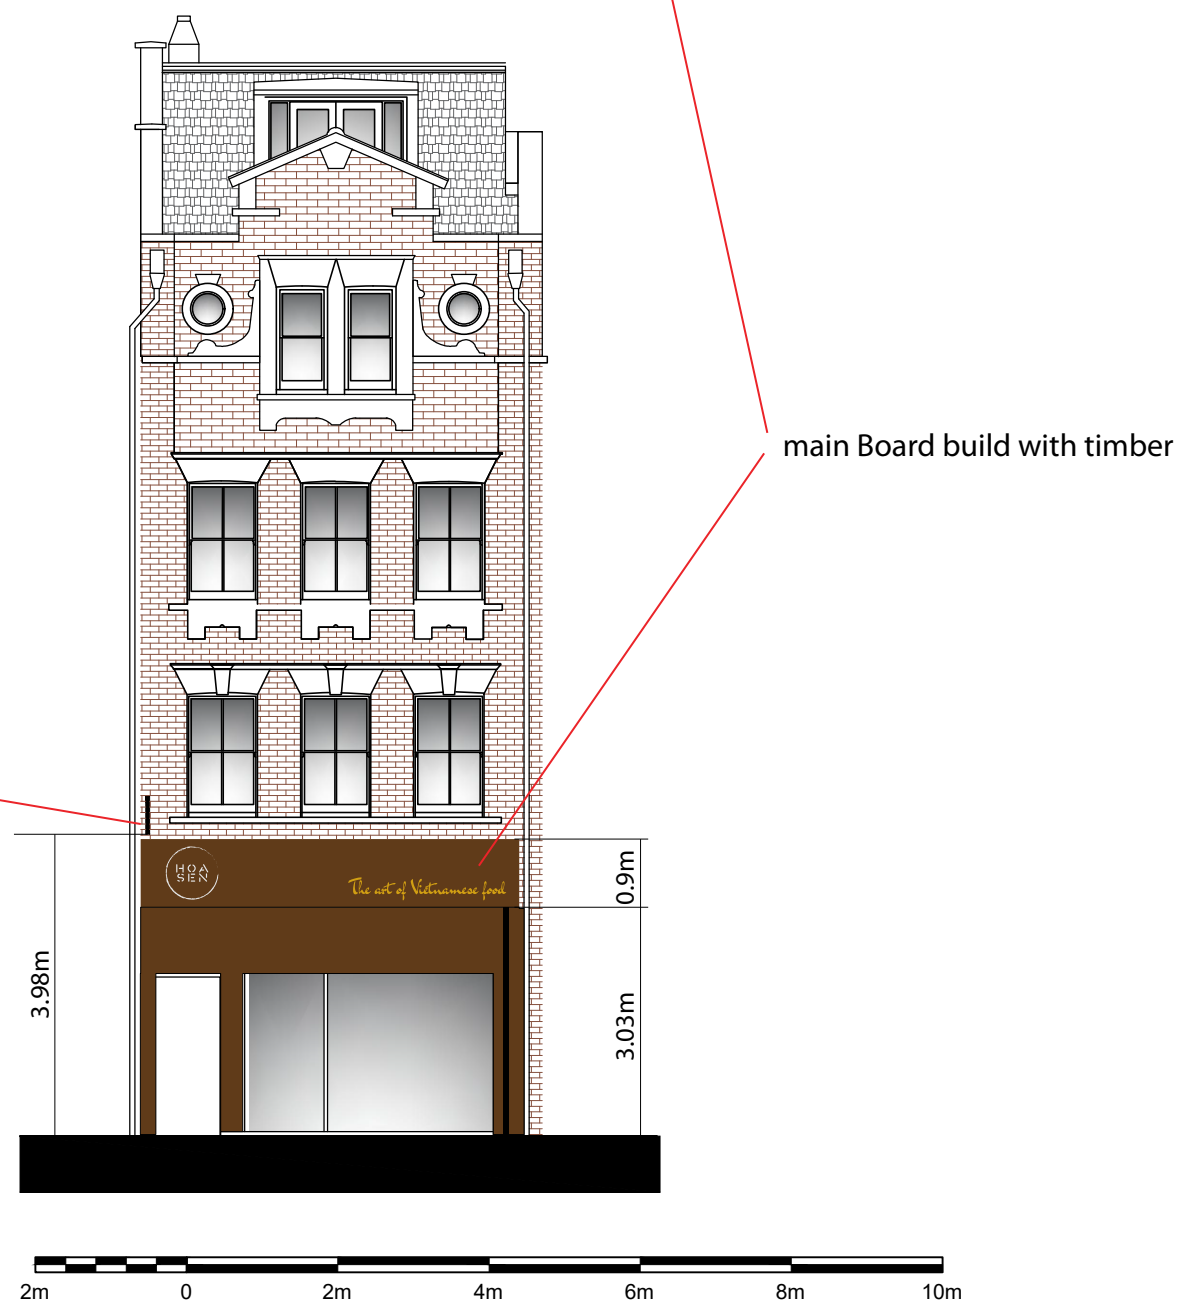 main Board build with timber
HOA
SEN
The art of Vietnamese food
0.9m
3.98m
3.03m
2m 0 2m 4m 6m 8m 10m